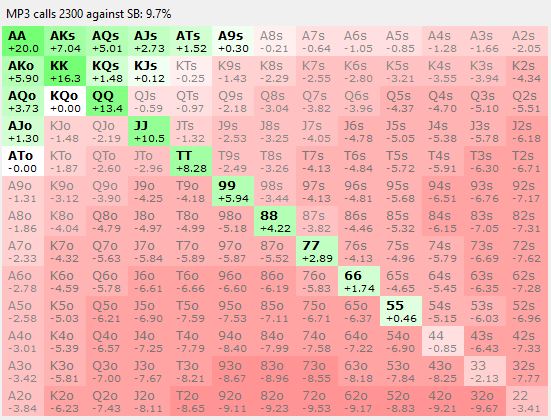 MP3 calls 2300 against SB: 9.7%
AA AKs AQs AJs ATs A9s A8s A7s A6s A5s A4s A3s A2s
+20.0 +7.04 +5.01 +2.73 +1.52 +0.30 -0.21 -0.64 -1.05 -0.85 -1.28 -1.66 -2.05
AKo KK KQs KJs KTs K9s K8s K7s K6s K5s K4s K3s K2s
+5.90 +16.3 +1.48 +0.12 -0.25 -1.43 -2.29 -2.55 -2.80 -3.21 -3.55 -3.94 -4.34
AQo KQo QQ QJs QTs Q9s Q8s Q7s Q6s Q5s Q4s Q3s Q2s
+3.73 +0.00 +13.4 -0.59 -0.97 -2.18 -3.04 -3.82 -3.96 -4.37 -4.70 -5.10 -5.51
AJo KJo QJo JJ JTs J9s J8s J7s J6s J5s J4s J3s J2s
+1.30 -1.48 -2.19 +10.5 -1.32 -2.53 -3.25 -4.05 -4.78 -5.05 -5.38 -5.78 -6.18
ATo KTo QTo JTo TT T9s T8s T7s T6s T5s T4s T3s T2s
-0.00 -1.87 -2.60 -2.96 +8.28 -2.49 -3.26 -4.13 -4.84 -5.72 -5.91 -6.30 -6.71
A9o K9o Q9o J9o T9o 99 98s 97s 96s 95s 94s 93s 92s
-1.31 -3.12 -3.90 -4.25 -4.18 +5.94 -3.44 -4.13 -4.81 -5.68 -6.51 -6.76 -7.17
A8o K8o Q8o J8o T8o 98o 88 87s 86s 85s 84s 83s 82s
-1.86 -4.04 -4.79 -4.97 -4.99 -5.18 +4.22 -3.82 -4.46 -5.32 -6.15 -7.05 -7.31
A7o K7o Q7o J7o T7o 97o 87o 77 76s 75s 74s 73s 72s
-2.33 -4.32 -5.63 -5.84 -5.89 -5.87 -5.52 +2.89 -4.13 -4.96 -5.79 -6.69 -7.62
A6o K6o Q6o J6o T6o 96o 86o 76o 66 65s 64s 63s 62s
-2.78 -4.59 -5.78 -6.61 -6.66 -6.60 -6.19 -5.83 +1.74 -4.65 -5.45 -6.35 -7.28
A5o K5o Q5o J5o T5o 95o 85o 75o 65o 55 54s 53s 52s
-2.58 -5.03 -6.21 -6.90 -7.59 -7.53 -7.11 -6.71 -6.37 +0.46 -5.15 -6.03 -6.96
A4o K4o Q4o J4o T4o 94o 84o 74o 64o 54o 44 43s 42s
-3.01 -5.39 -6.57 -7.25 -7.79 -8.40 -7.99 -7.58 -7.22 -6.90 -0.85 -6.43 -7.33
A3o K3o Q3o J3o T3o 93o 83o 73o 63o 53o 43o 33 32s
-3.42 -5.81 -7.00 -7.67 -8.21 -8.67 -8.96 -8.55 -8.18 -7.84 -8.25 -2.13 -7.77
A2o K2o Q2o J2o T2o 92o 82o 72o 62o 52o 42o 32o 22
-3.84 -6.23 -7.43 -8.11 -8.65 -9.11 -9.23 -9.53 -9.17 -8.83 -9.21 -9.67 -3.41